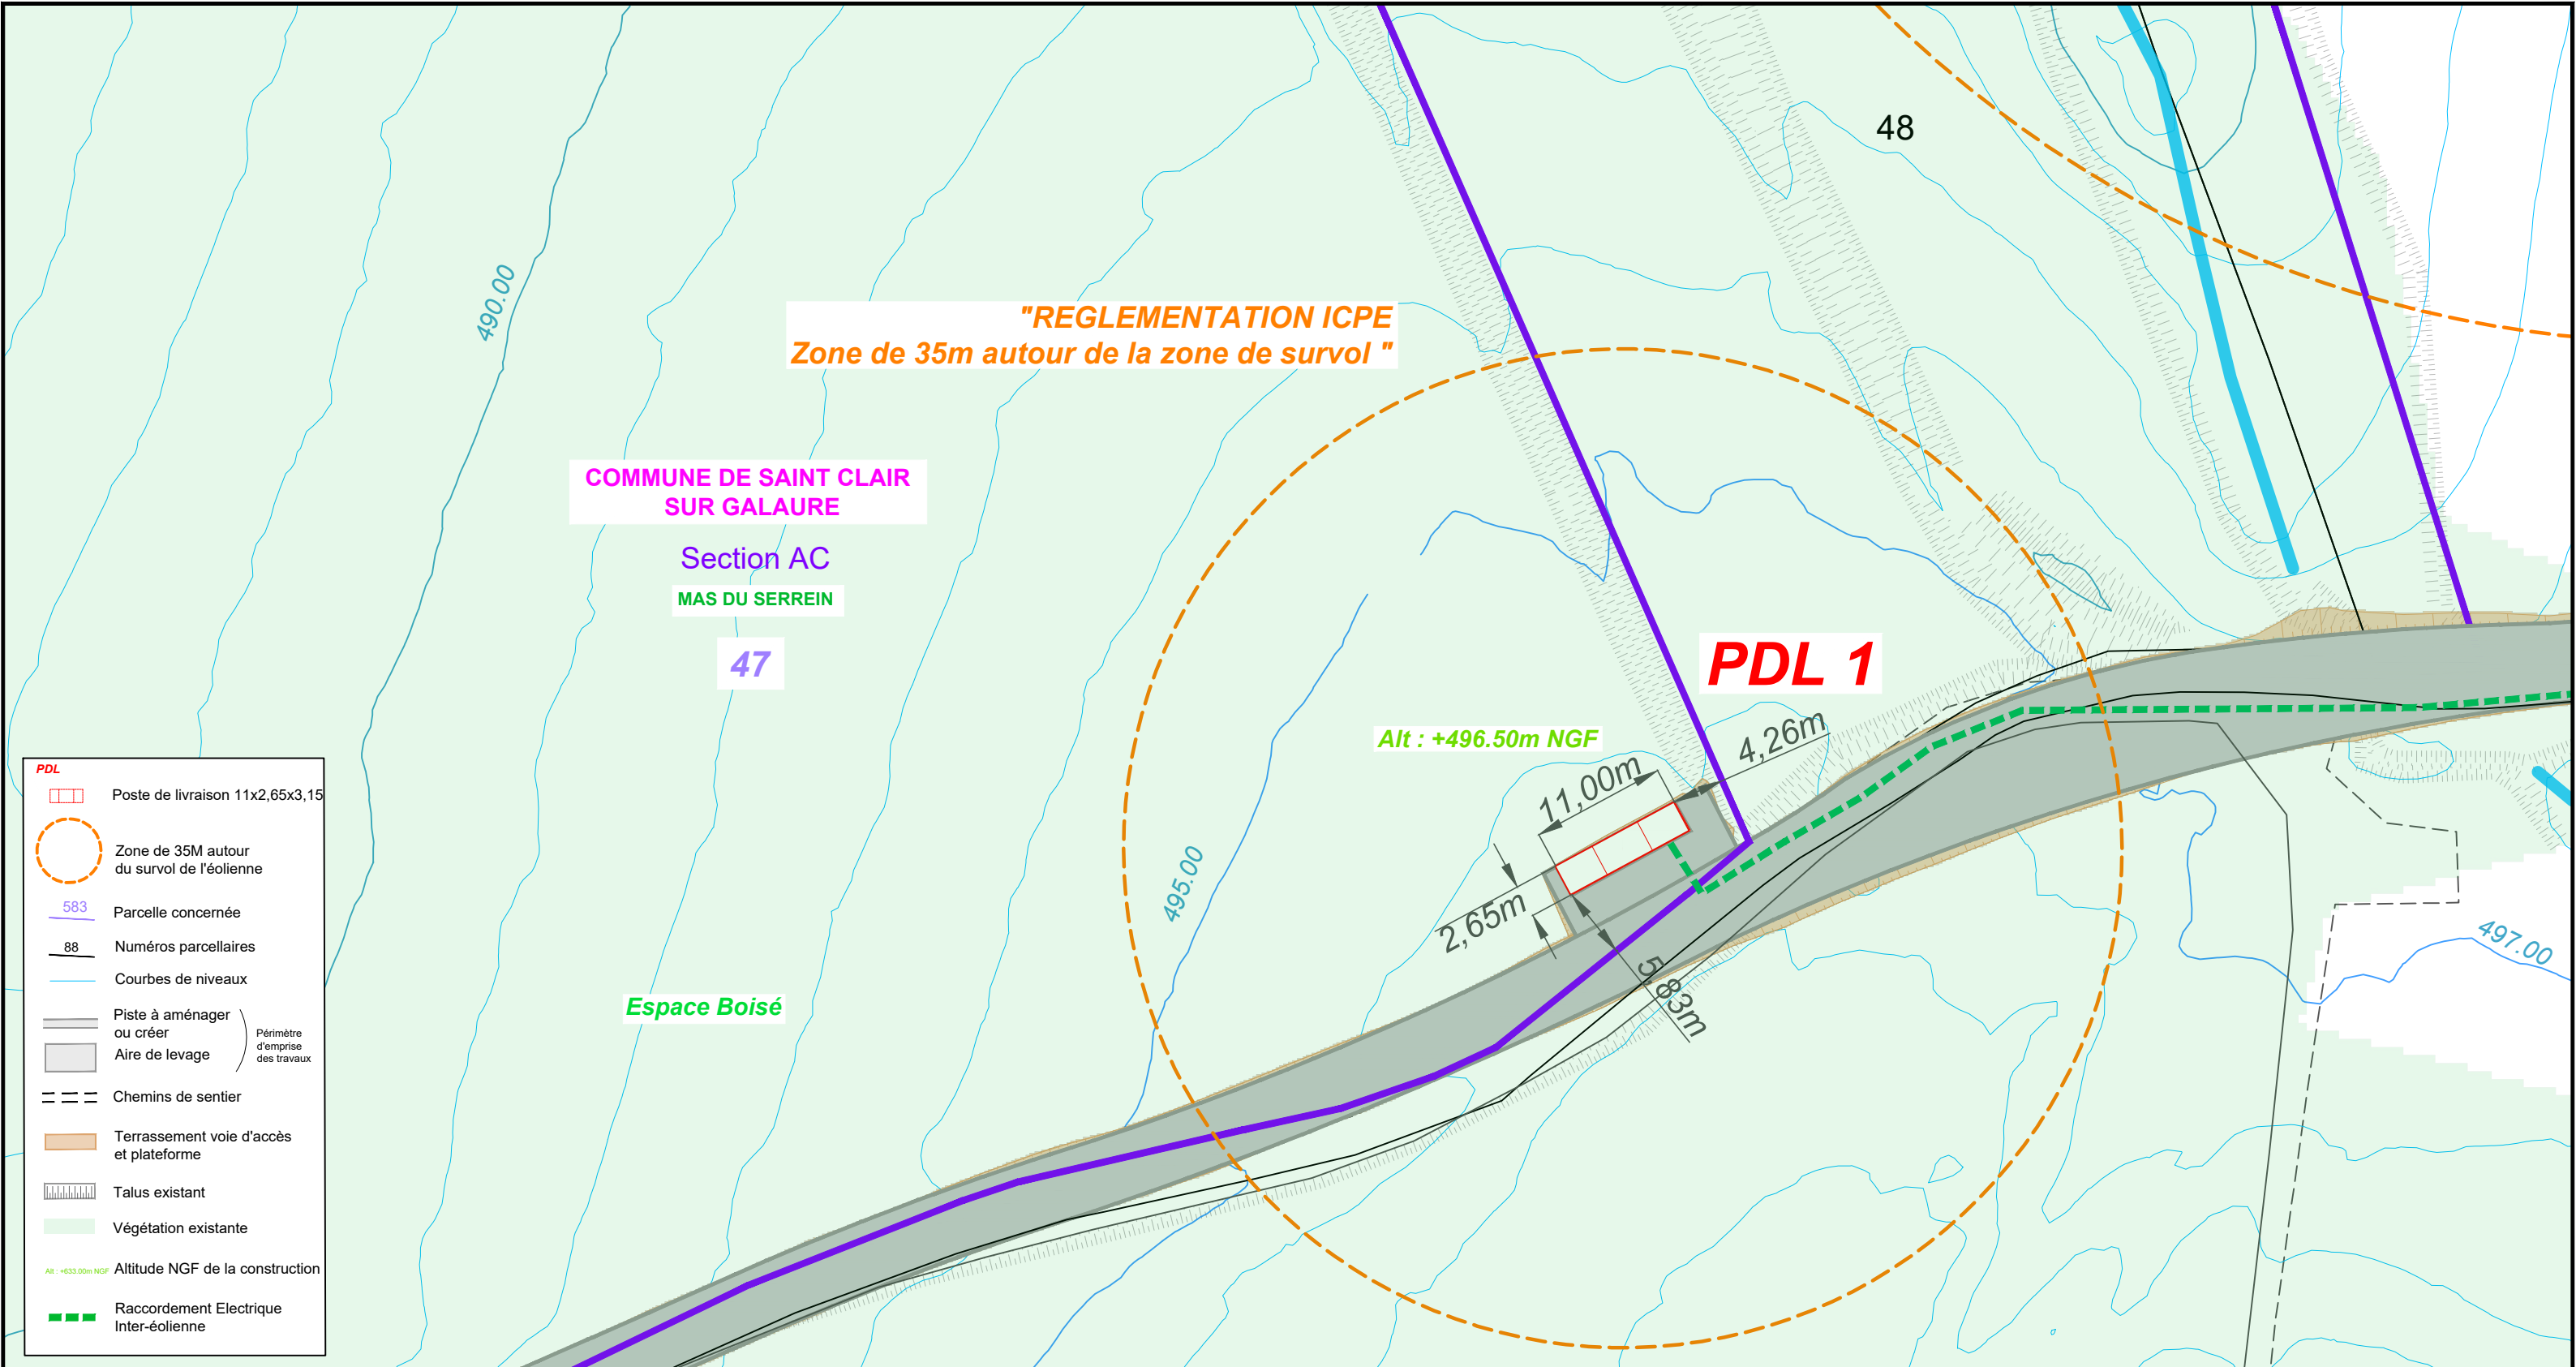 48
490.00
"REGLEMENTATION ICPE
Zone de 35m autour de la zone de survol "
COMMUNE DE SAINT CLAIR
SUR GALAURE
Section AC
MAS DU SERREIN
47
PDL 1
Alt : +496.50m NGF
4,26m
11,00m
2,65m
5,83m
495.00
497.00
Espace Boisé
PDL
Poste de livraison 11x2,65x3,15
Zone de 35M autour
du survol de l'éolienne
583
Parcelle concernée
88
Numéros parcellaires
Courbes de niveaux
Piste à aménager
ou créer
Aire de levage
Périmètre
d'emprise
des travaux
Chemins de sentier
Terrassement voie d'accès
et plateforme
Talus existant
Végétation existante
Alt : +633.00m NGF
Altitude NGF de la construction
Raccordement Electrique
Inter-éolienne